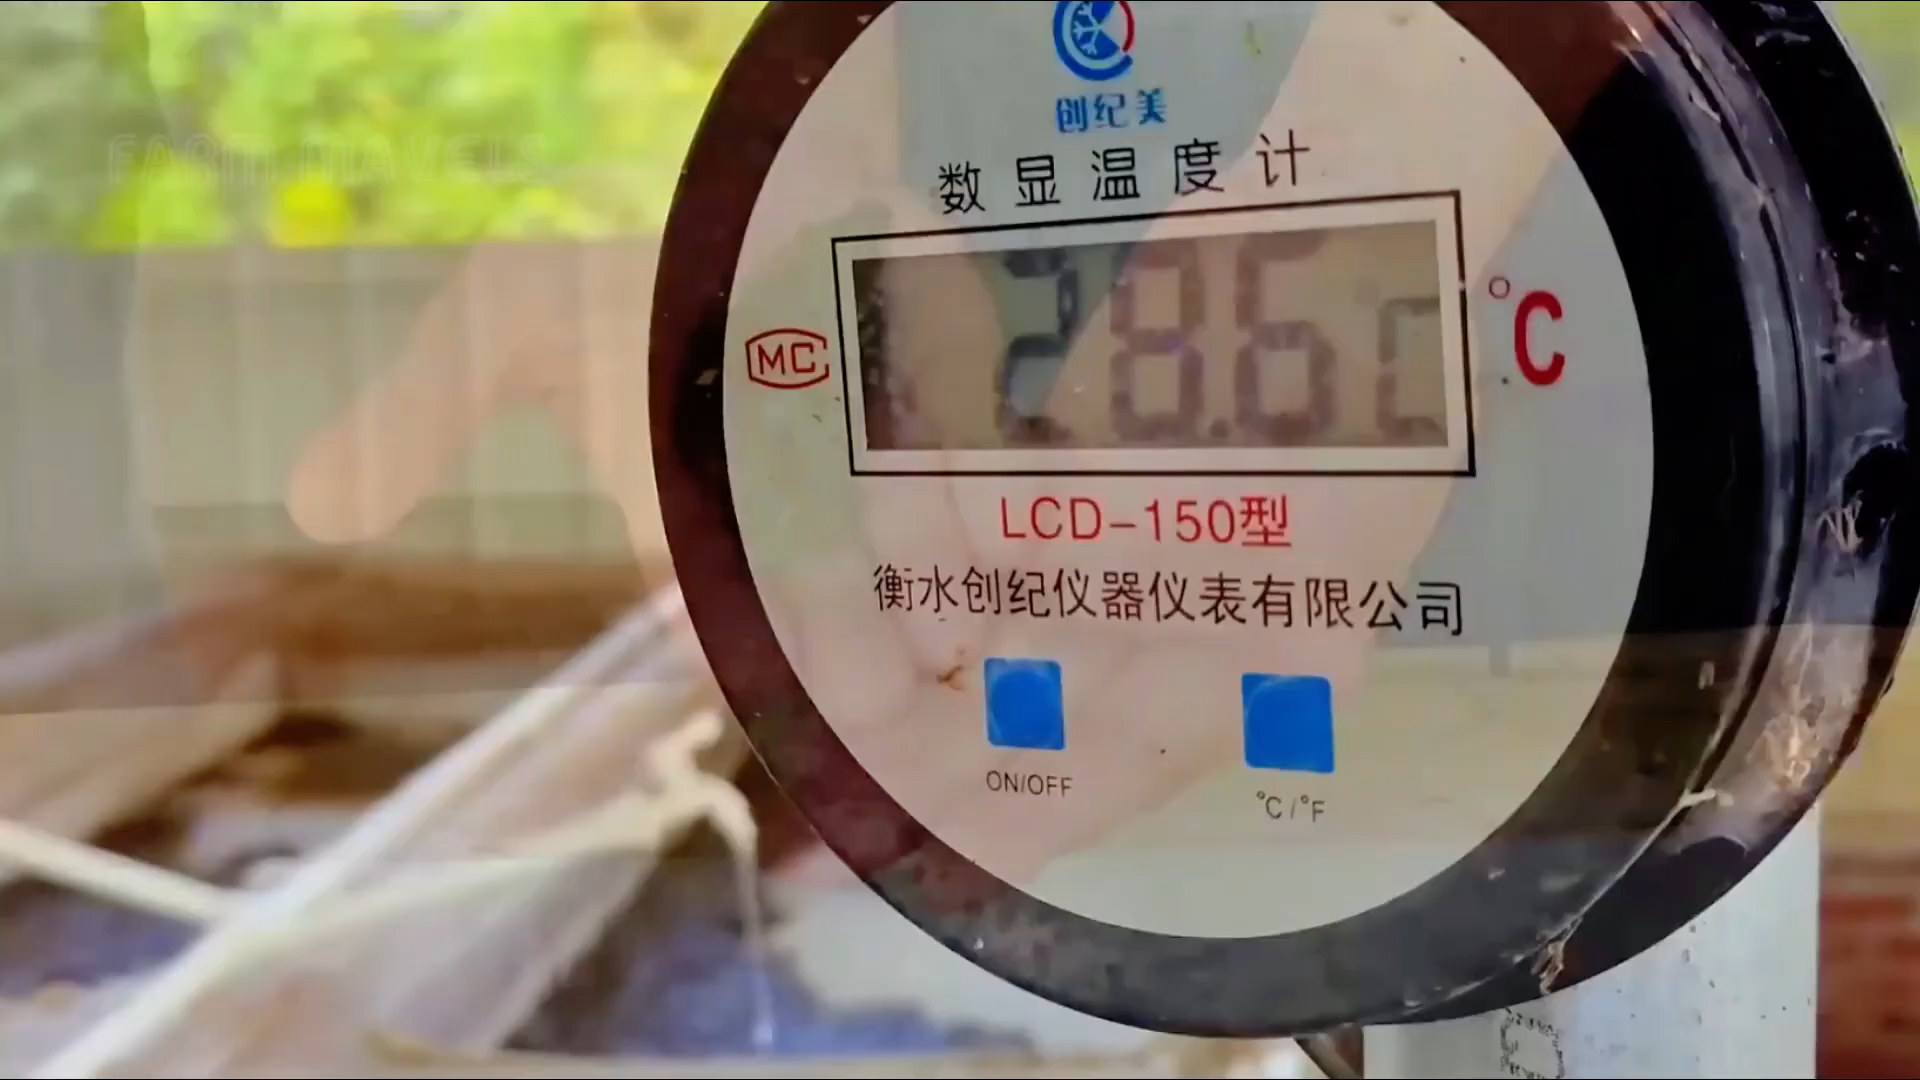 创纪美
数显温度计
28.6 C
MC
°C
LCD-150型
衡水创纪仪器仪表有限公司
ON/OFF
°C/°F